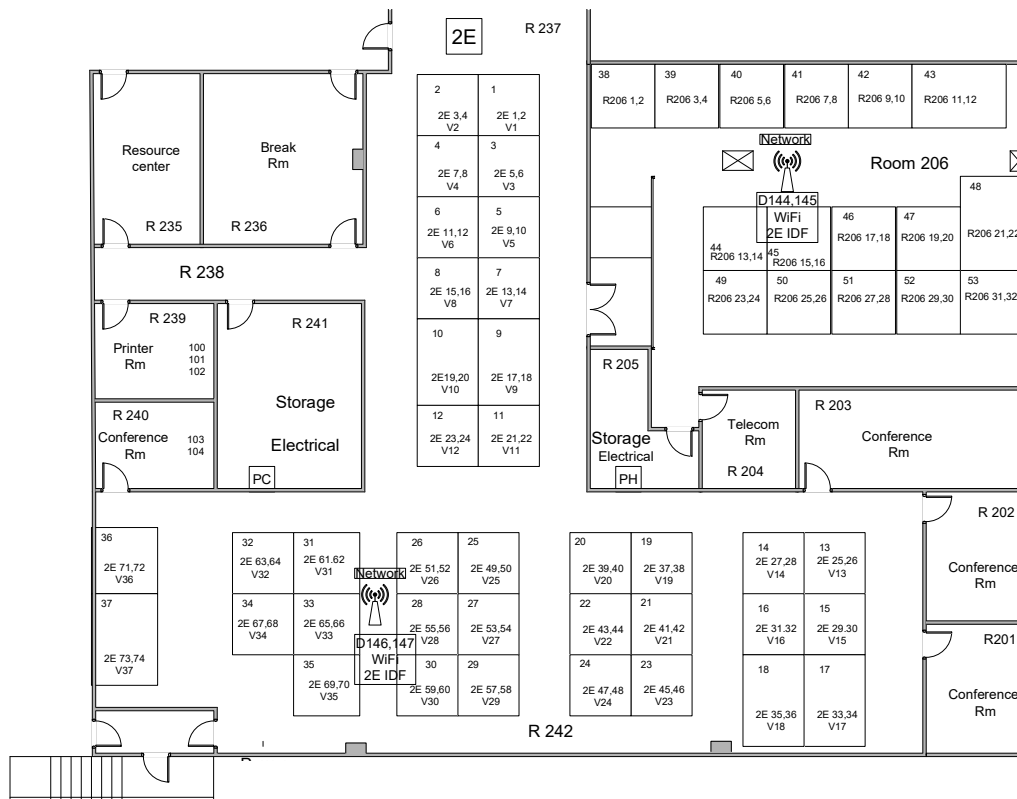 2E
R 237
2
2E 3,4
V2
1
2E 1,2
V1
4
2E 7,8
V4
3
2E 5,6
V3
6
2E 11,12
V6
5
2E 9,10
V5
8
2E 15,16
V8
7
2E 13,14
V7
10
2E19,20
V10
9
2E 17,18
V9
12
2E 23,24
V12
11
2E 21,22
V11
Resource
center
R 235
Break
Rm
R 236
R 238
R 239
Printer
Rm
100
101
102
R 240
Conference
Rm
103
104
R 241
Storage
Electrical
PC
38
R206 1,2
39
R206 3,4
40
R206 5,6
41
R206 7,8
42
R206 9,10
43
R206 11,12
Network
Room 206
D144,145
WiFi
2E IDF
44
R206 13,14
45
R206 15,16
46
R206 17,18
47
R206 19,20
48
R206 21,22
49
R206 23,24
50
R206 25,26
51
R206 27,28
52
R206 29,30
53
R206 31,32
R 205
Storage
Electrical
PH
Telecom
Rm
R 204
R 203
Conference
Rm
R 202
Conference
Rm
R201
Conference
Rm
36
2E 71,72
V36
37
2E 73,74
V37
32
2E 63,64
V32
31
2E 61.62
V31
34
2E 67,68
V34
33
2E 65,66
V33
35
2E 69,70
V35
Network
D146,147
WiFi
2E IDF
26
2E 51,52
V26
25
2E 49,50
V25
28
2E 55,56
V28
27
2E 53,54
V27
30
2E 59,60
V30
29
2E 57,58
V29
20
2E 39,40
V20
19
2E 37,38
V19
22
2E 43,44
V22
21
2E 41,42
V21
24
2E 47,48
V24
23
2E 45,46
V23
14
2E 27,28
V14
13
2E 25,26
V13
16
2E 31.32
V16
15
2E 29.30
V15
18
2E 35,36
V18
17
2E 33,34
V17
R 242